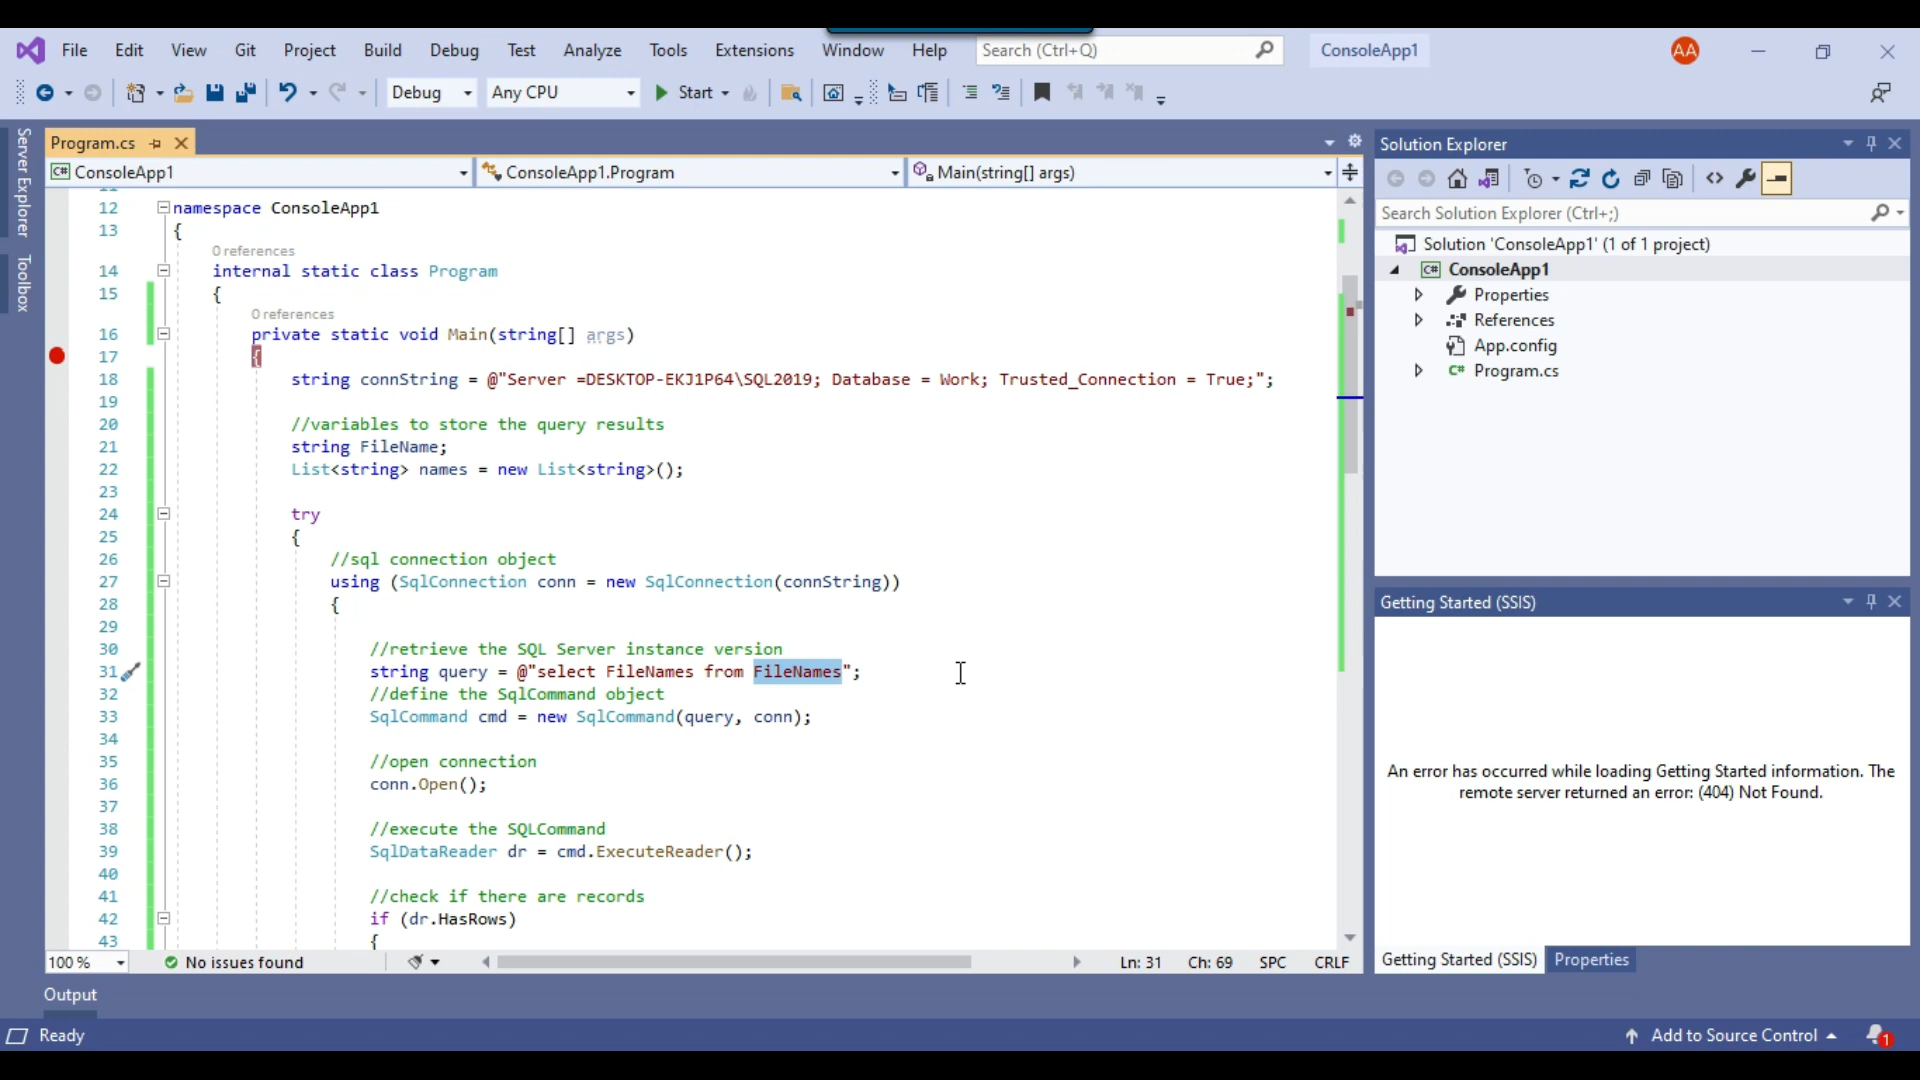 File Edit View Git Project Build Debug Test Analyze Tools Extensions Window Help Search (Ctrl+Q) ConsoleApp1 AA
Debug Any CPU Start
Server Explorer
Toolbox
Program.cs
ConsoleApp1 ConsoleApp1.Program Main(string[] args)
12 namespace ConsoleApp1
13 {
0 references
14 internal static class Program
15 {
0 references
16 private static void Main(string[] args)
17 {
18 string connString = @"Server =DESKTOP-EKJ1P64\SQL2019; Database = Work; Trusted_Connection = True;";
19
20 //variables to store the query results
21 string FileName;
22 List<string> names = new List<string>();
23
24 try
25 {
26 //sql connection object
27 using (SqlConnection conn = new SqlConnection(connString))
28 {
29
30 //retrieve the SQL Server instance version
31 string query = @"select FileNames from FileNames";
32 //define the SqlCommand object
33 SqlCommand cmd = new SqlCommand(query, conn);
34
35 //open connection
36 conn.Open();
37
38 //execute the SQLCommand
39 SqlDataReader dr = cmd.ExecuteReader();
40
41 //check if there are records
42 if (dr.HasRows)
43 {
100 % No issues found Ln: 31 Ch: 69 SPC CRLF
Solution Explorer
Search Solution Explorer (Ctrl+;)
Solution 'ConsoleApp1' (1 of 1 project)
C# ConsoleApp1
Properties
References
App.config
C# Program.cs
Getting Started (SSIS)
An error has occurred while loading Getting Started information. The
remote server returned an error: (404) Not Found.
Getting Started (SSIS) Properties
Output
Ready Add to Source Control 1